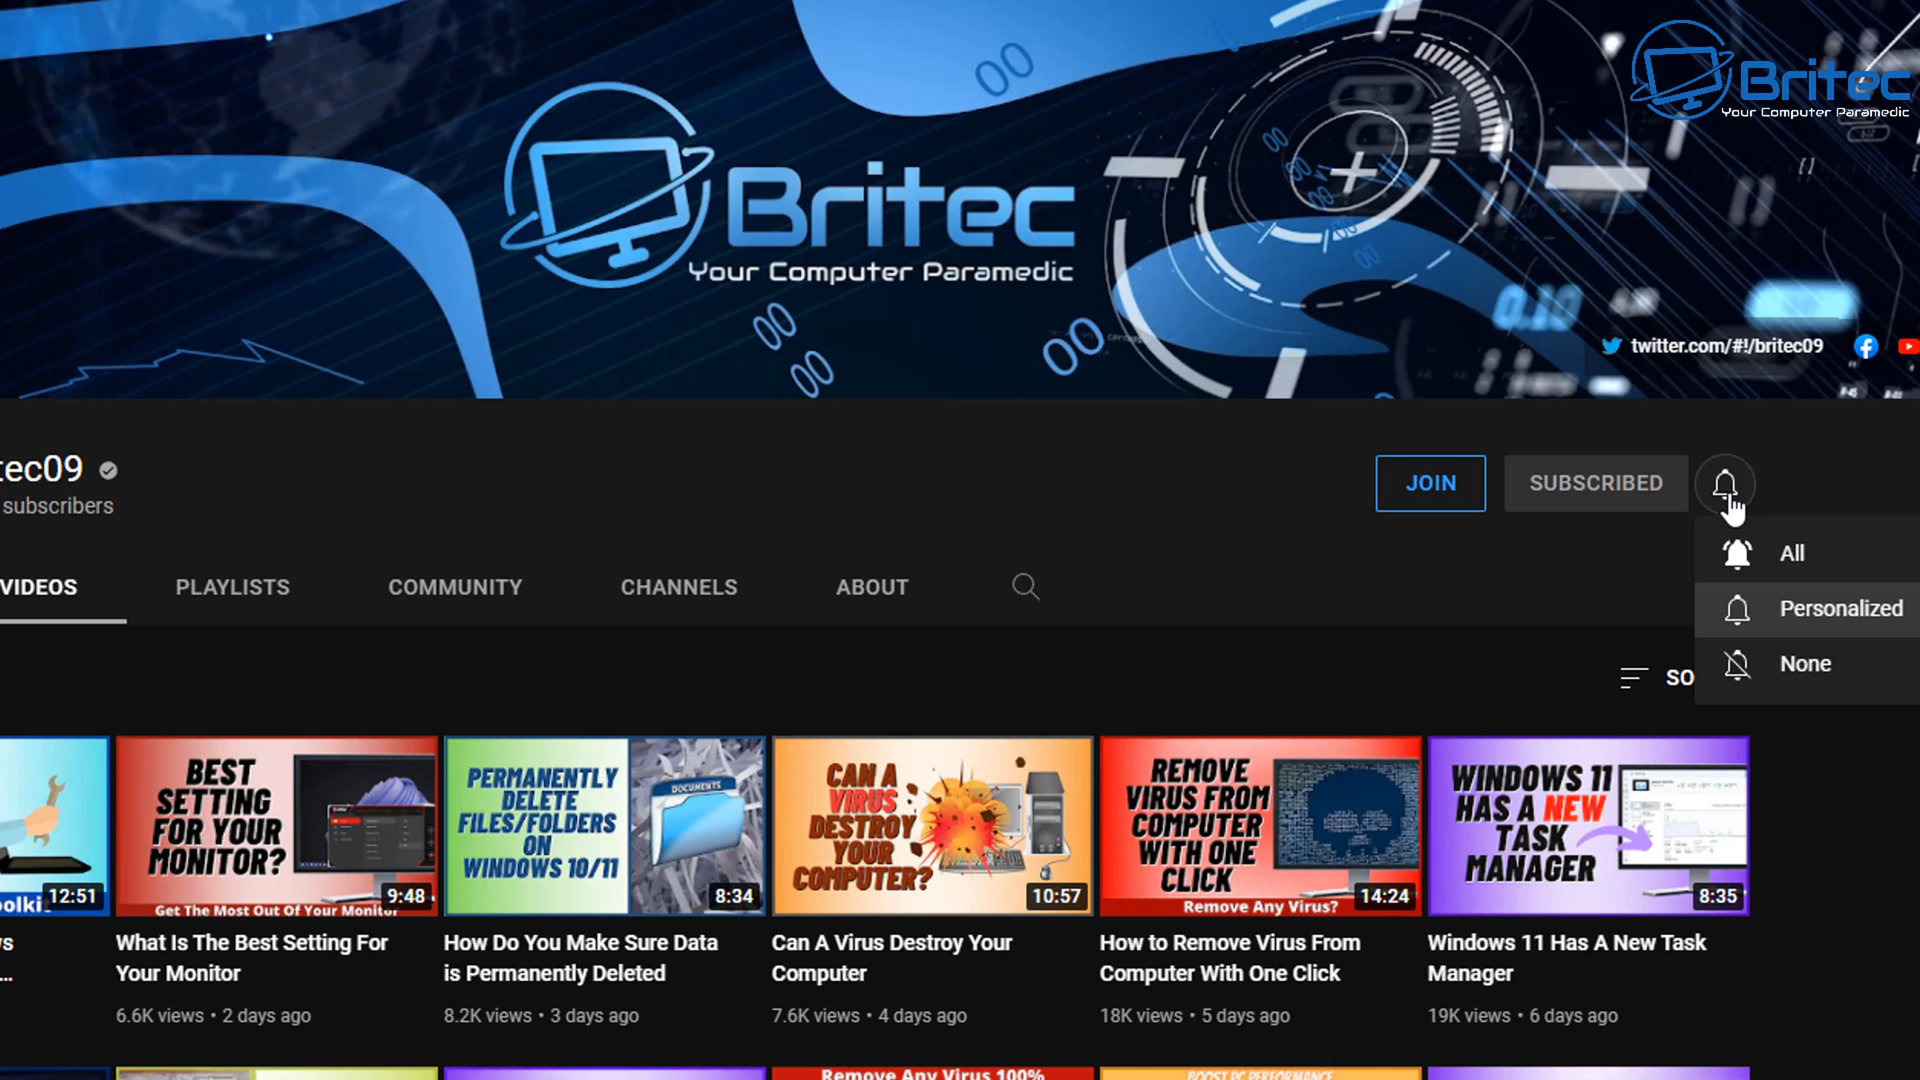 Britec
Your Computer Paramedic
Britec
Your Computer Paramedic
twitter.com/#!/britec09
tec09
subscribers
JOIN
SUBSCRIBED
All
Personalized
None
VIDEOS
PLAYLISTS
COMMUNITY
CHANNELS
ABOUT
SO
12:51
BEST
SETTING
FOR YOUR
MONITOR?
9:48
Get The Most Out Of Your Monitor
PERMANENTLY
DELETE
FILES/FOLDERS
ON
WINDOWS 10/11
DOCUMENTS
8:34
CAN A
VIRUS
DESTROY
YOUR
COMPUTER?
10:57
REMOVE
VIRUS FROM
COMPUTER
WITH ONE
CLICK
14:24
Remove Any Virus?
WINDOWS 11
HAS A NEW
TASK
MANAGER
8:35
What Is The Best Setting For
Your Monitor
6.6K views • 2 days ago
How Do You Make Sure Data
is Permanently Deleted
8.2K views • 3 days ago
Can A Virus Destroy Your
Computer
7.6K views • 4 days ago
How to Remove Virus From
Computer With One Click
18K views • 5 days ago
Windows 11 Has A New Task
Manager
19K views • 6 days ago
Remove Any Virus 100%
BOOST PC PERFORMANCE